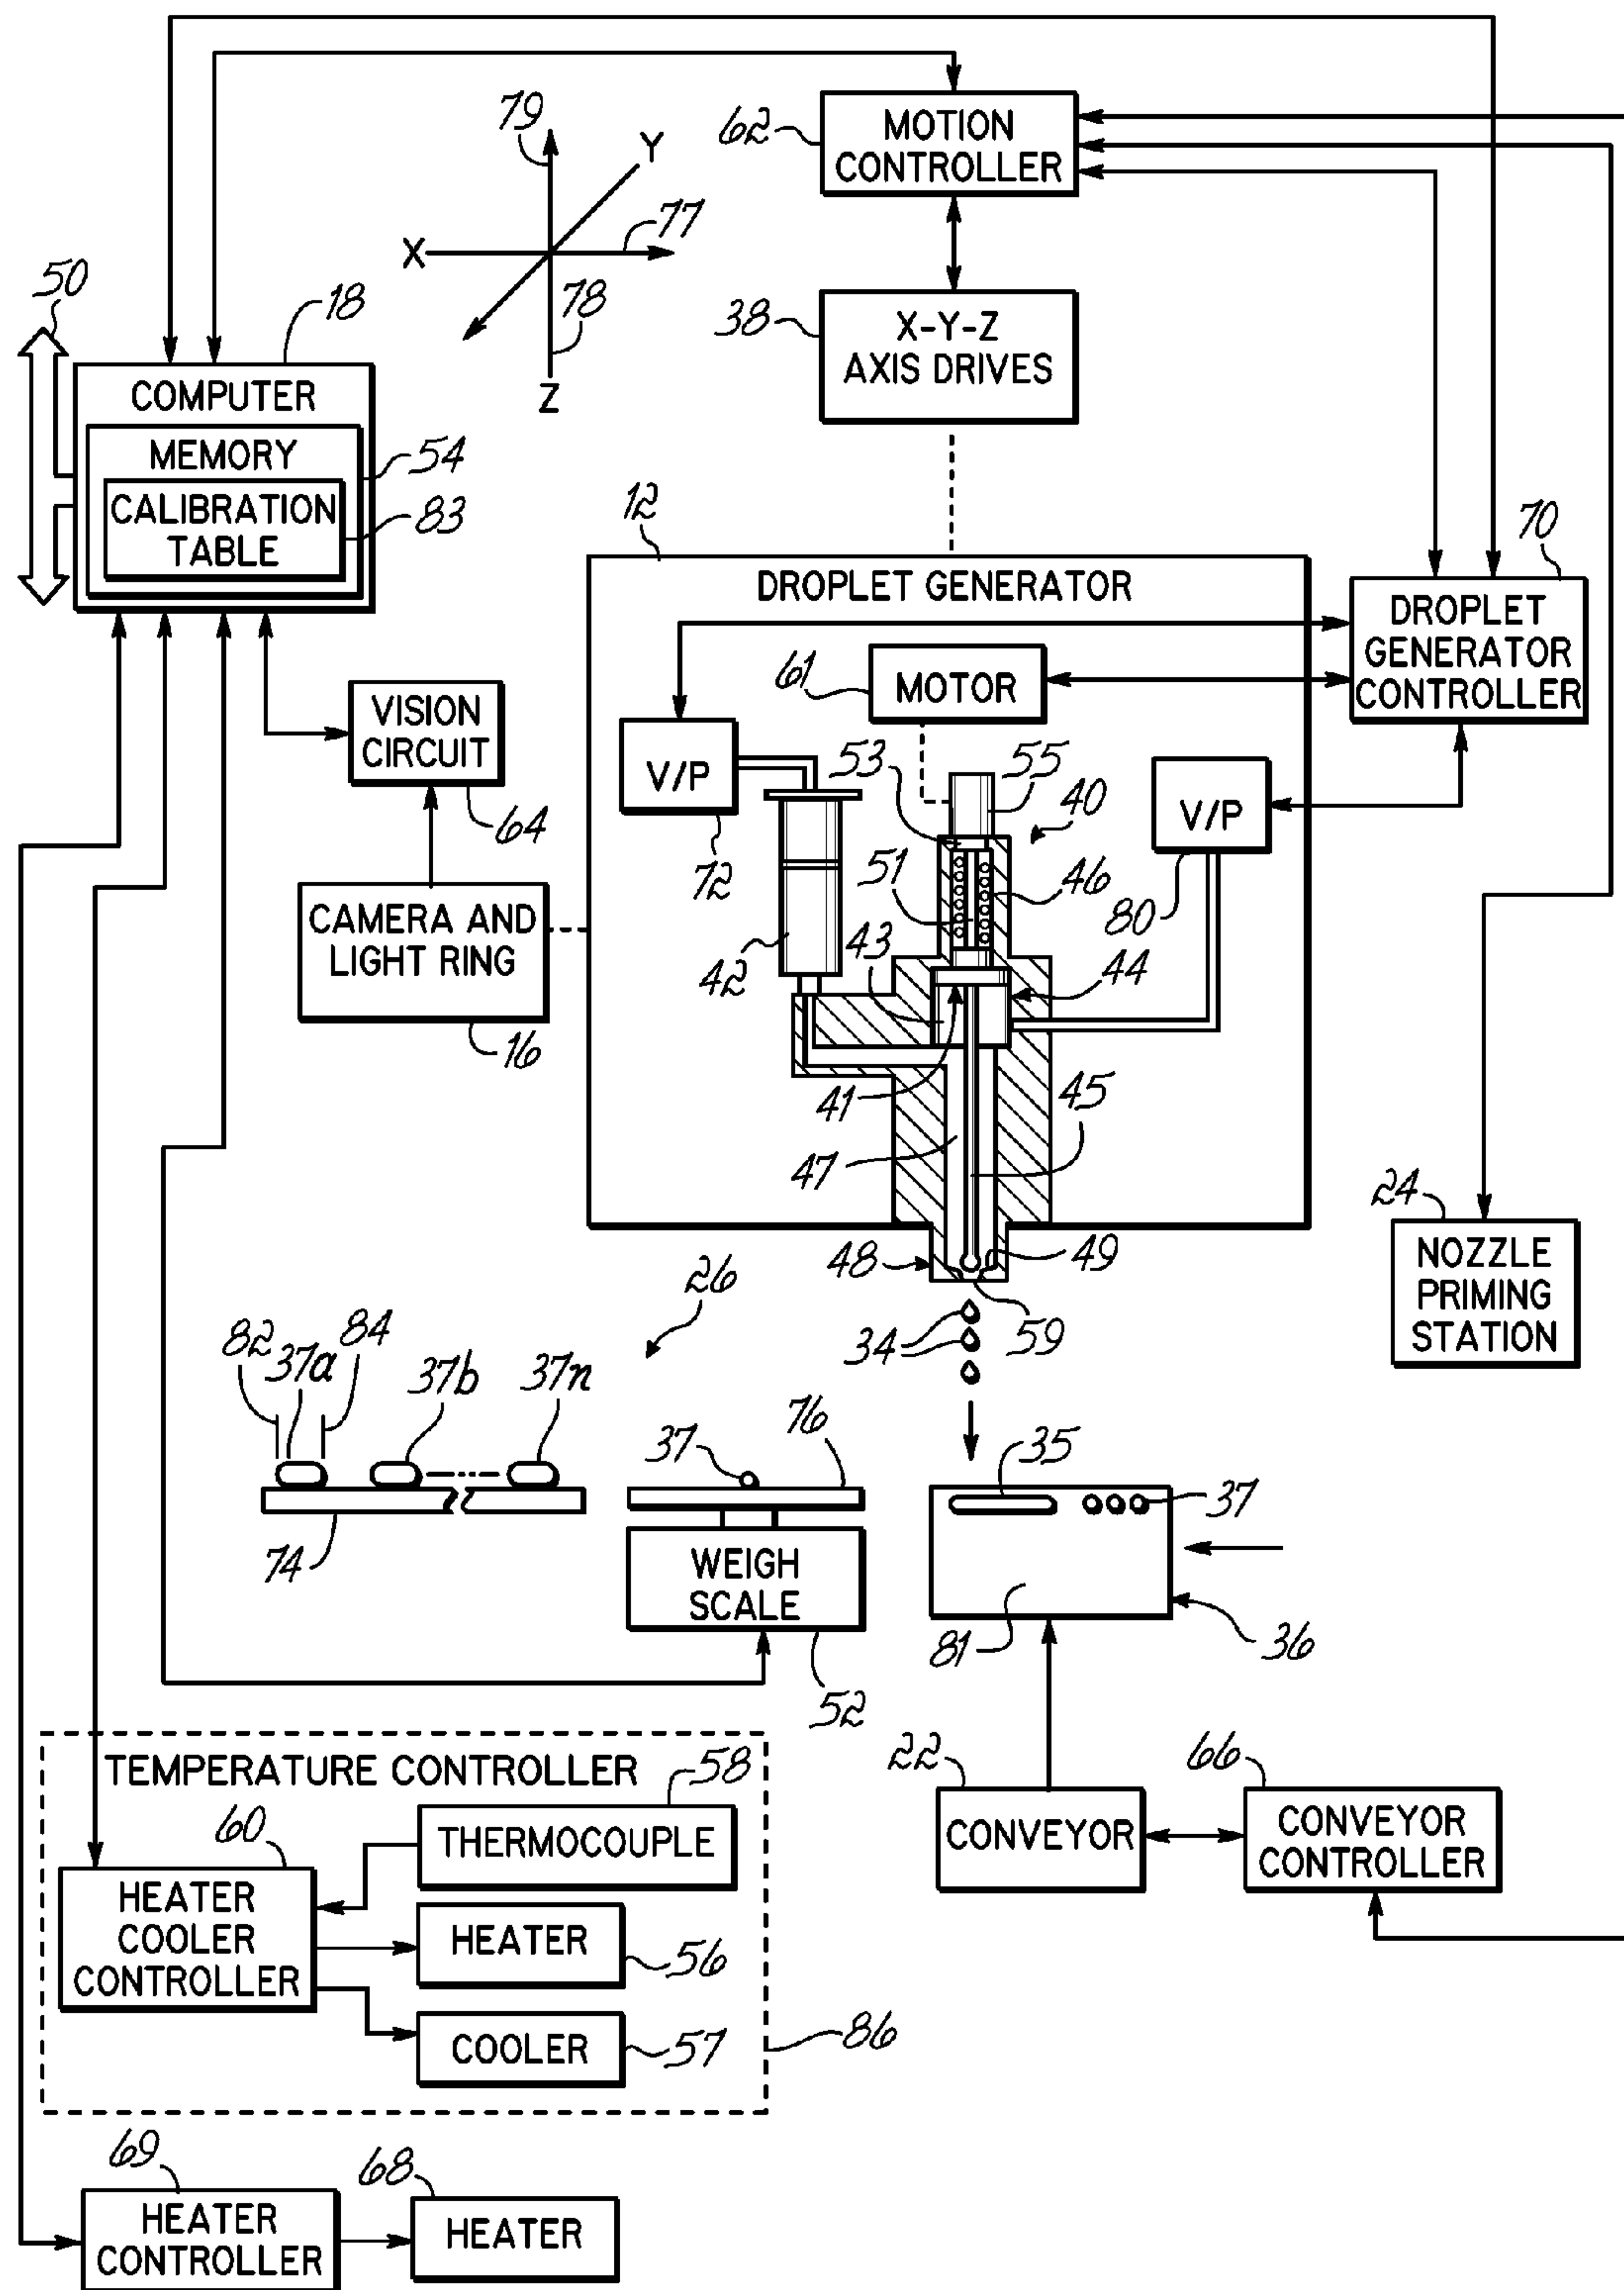 79
Y
X
77
78
Z
62
MOTION
CONTROLLER
38
X-Y-Z
AXIS DRIVES
50
18
COMPUTER
MEMORY
54
CALIBRATION
TABLE
83
12
DROPLET GENERATOR
70
DROPLET
GENERATOR
CONTROLLER
61
MOTOR
VISION
CIRCUIT
64
V/P
72
53
55
40
V/P
80
51
46
42
43
44
CAMERA AND
LIGHT RING
16
41
45
47
24
NOZZLE
PRIMING
STATION
48
49
59
34
26
82
84
37a
37b
37n
74
37
76
WEIGH
SCALE
52
35
37
81
36
22
CONVEYOR
66
CONVEYOR
CONTROLLER
TEMPERATURE CONTROLLER
58
THERMOCOUPLE
60
HEATER
COOLER
CONTROLLER
HEATER
56
COOLER
57
86
69
HEATER
CONTROLLER
68
HEATER